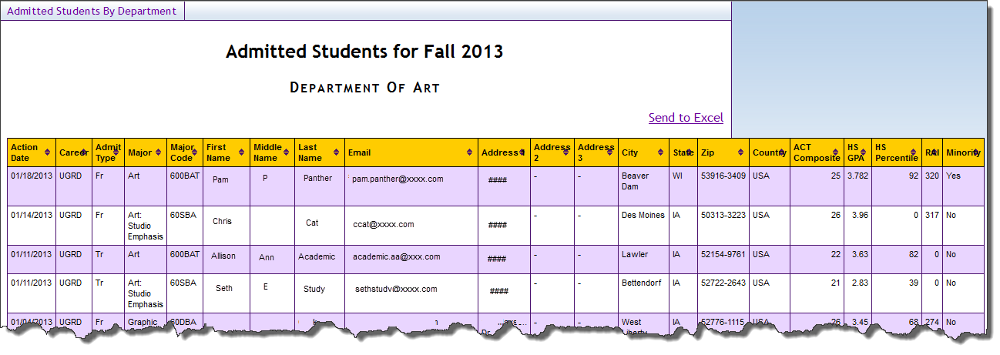 Admitted Students By Department
Admitted Students for Fall 2013
DEPARTMENT OF ART
Send to Excel
Action Date Career Admit Type Major Major Code First Name Middle Name Last Name Email Address 1 Address 2 Address 3 City State Zip Country ACT Composite HS GPA HS Percentile RAI Minority
01/18/2013 UGRD Fr Art 600BAT Pam P Panther pam.panther@xxxx.com #### - - Beaver Dam WI 53916-3409 USA 25 3.782 92 320 Yes
01/14/2013 UGRD Fr Art: Studio Emphasis 60SBA Chris Cat ccat@xxxx.com #### - - Des Moines IA 50313-3223 USA 26 3.96 0 317 No
01/11/2013 UGRD Tr Art 600BAT Allison Ann Academic academic.aa@xxx.com #### - - Lawler IA 52154-9761 USA 22 3.63 82 0 No
01/11/2013 UGRD Tr Art: Studio Emphasis 60SBA Seth E Study sethstudv@xxxx.com #### - - Bettendorf IA 52722-2643 USA 21 2.83 39 0 No
01/04/2013 UGRD Fr Graphic 60DBA Dr - - West Liberty IA 52776-1115 USA 26 3.45 68 274 No